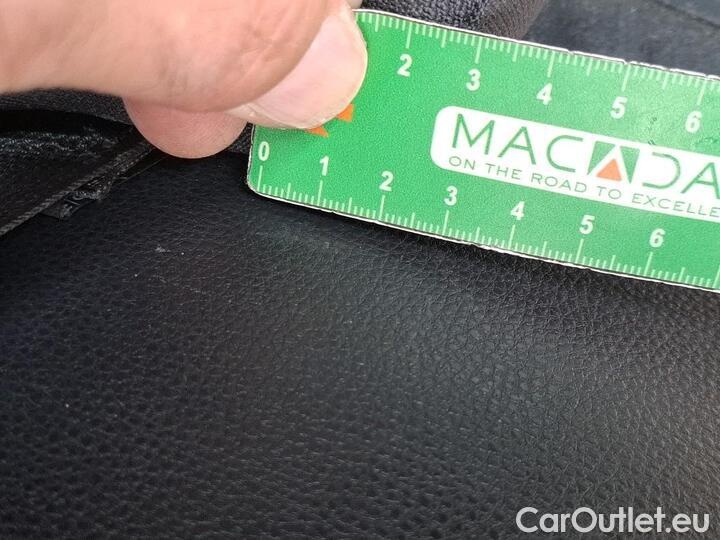 2 3 4 5 6
MACADA
ON THE ROAD TO EXCELLE
0 1 2 3 4 5 6
CarOutlet.eu